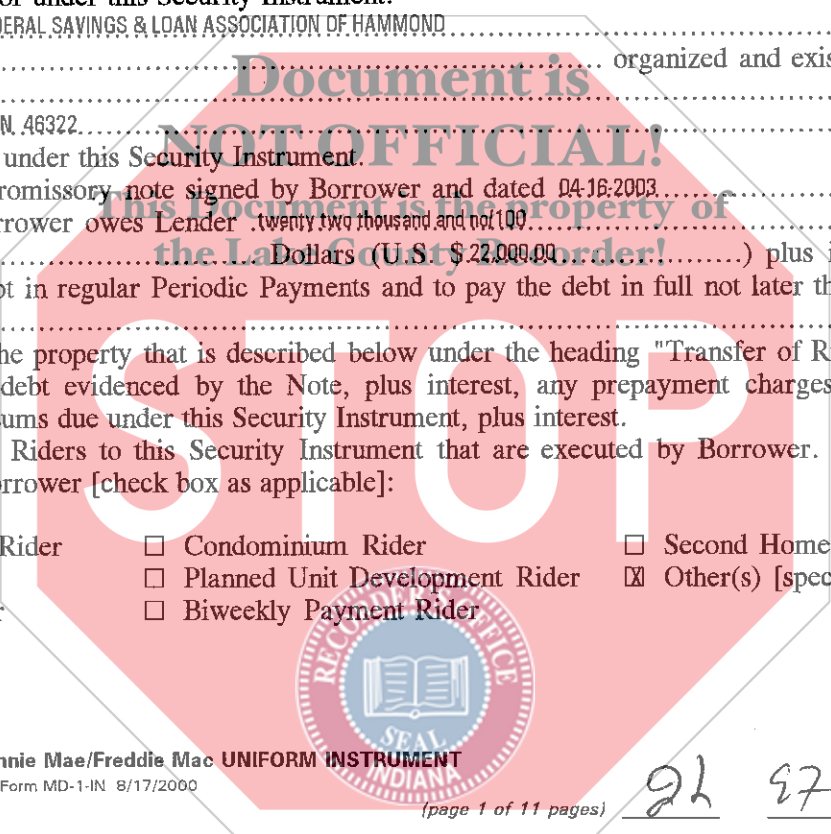 or under this Security Instrument.
DERAL SAVINGS & LOAN ASSOCIATION OF HAMMOND
organized and exis
Document is
N 46322
NOT OFFICIAL!
under this Security Instrument.
romissory note signed by Borrower and dated 04-16-2003
This Document is the property of
rrower owes Lender twenty two thousand and no/100
the Lake County Recorder!
Dollars (U.S. $ 22,000.00 ) plus i
ot in regular Periodic Payments and to pay the debt in full not later th
STOP
he property that is described below under the heading "Transfer of R
debt evidenced by the Note, plus interest, any prepayment charges
ums due under this Security Instrument, plus interest.
Riders to this Security Instrument that are executed by Borrower.
rrower [check box as applicable]:
Rider ☐ Condominium Rider ☐ Second Home
☐ Planned Unit Development Rider ☒ Other(s) [spec
r ☐ Biweekly Payment Rider
RECORDER'S OFFICE
SEAL
INDIANA
nnie Mae/Freddie Mac UNIFORM INSTRUMENT
Form MD-1-IN 8/17/2000
(page 1 of 11 pages)